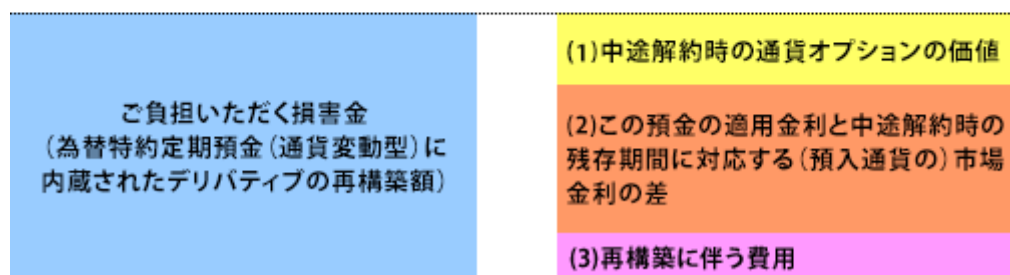 ご負担いただく損害金
（為替特約定期預金（通貨変動型）に
内蔵されたデリバティブの再構築額）
(1)中途解約時の通貨オプションの価値
(2)この預金の適用金利と中途解約時の
残存期間に対応する（預入通貨の）市場
金利の差
(3)再構築に伴う費用